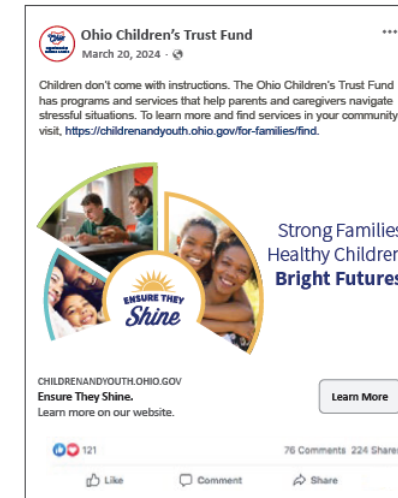 Ohio Children's Trust Fund
March 20, 2024 ·
Children don't come with instructions. The Ohio Children's Trust Fund
has programs and services that help parents and caregivers navigate
stressful situations. To learn more and find services in your community
visit, https://childrenandyouth.ohio.gov/for-families/find.
Strong Families
Healthy Children
Bright Futures
ENSURE THEY
Shine
CHILDRENANDYOUTH.OHIO.GOV
Ensure They Shine.
Learn more on our website.
Learn More
121
76 Comments 224 Share
Like Comment Share